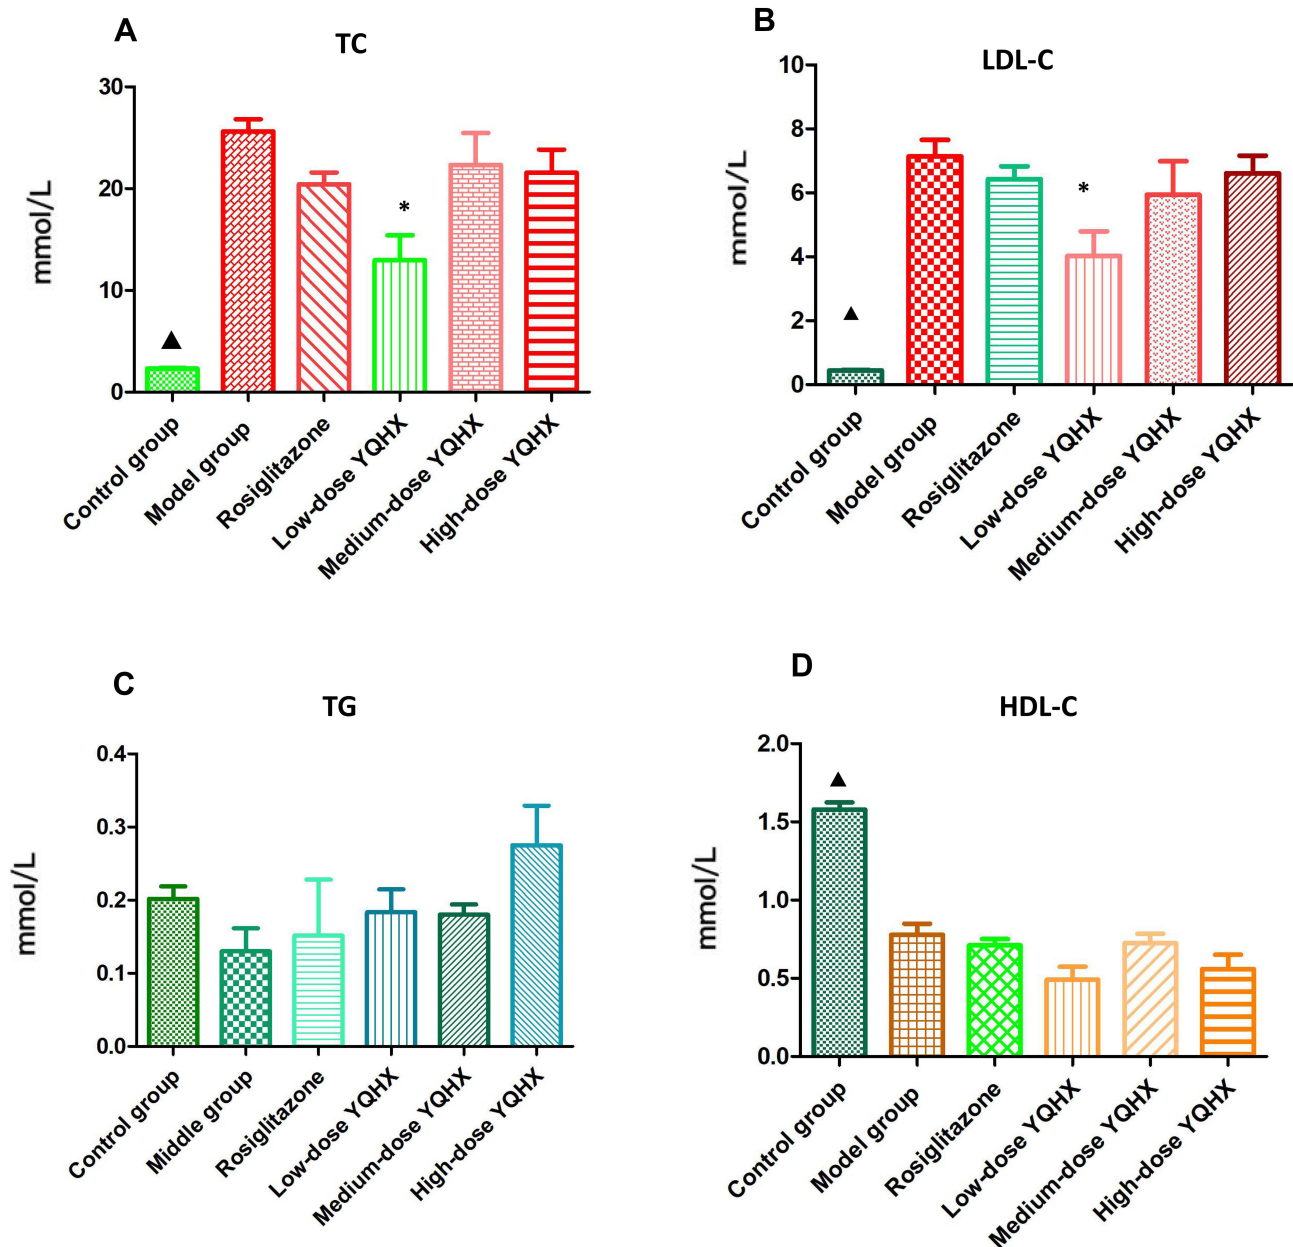 A
TC
mmol/L
30
20
10
0
▲
*
Control group
Model group
Rosiglitazone
Low-dose YQHX
Medium-dose YQHX
High-dose YQHX
B
LDL-C
mmol/L
10
8
6
4
2
0
▲
*
Control group
Model group
Rosiglitazone
Low-dose YQHX
Medium-dose YQHX
High-dose YQHX
C
TG
mmol/L
0.4
0.3
0.2
0.1
0.0
Control group
Middle group
Rosiglitazone
Low-dose YQHX
Medium-dose YQHX
High-dose YQHX
D
HDL-C
mmol/L
2.0
1.5
1.0
0.5
0.0
▲
Control group
Model group
Rosiglitazone
Low-dose YQHX
Medium-dose YQHX
High-dose YQHX